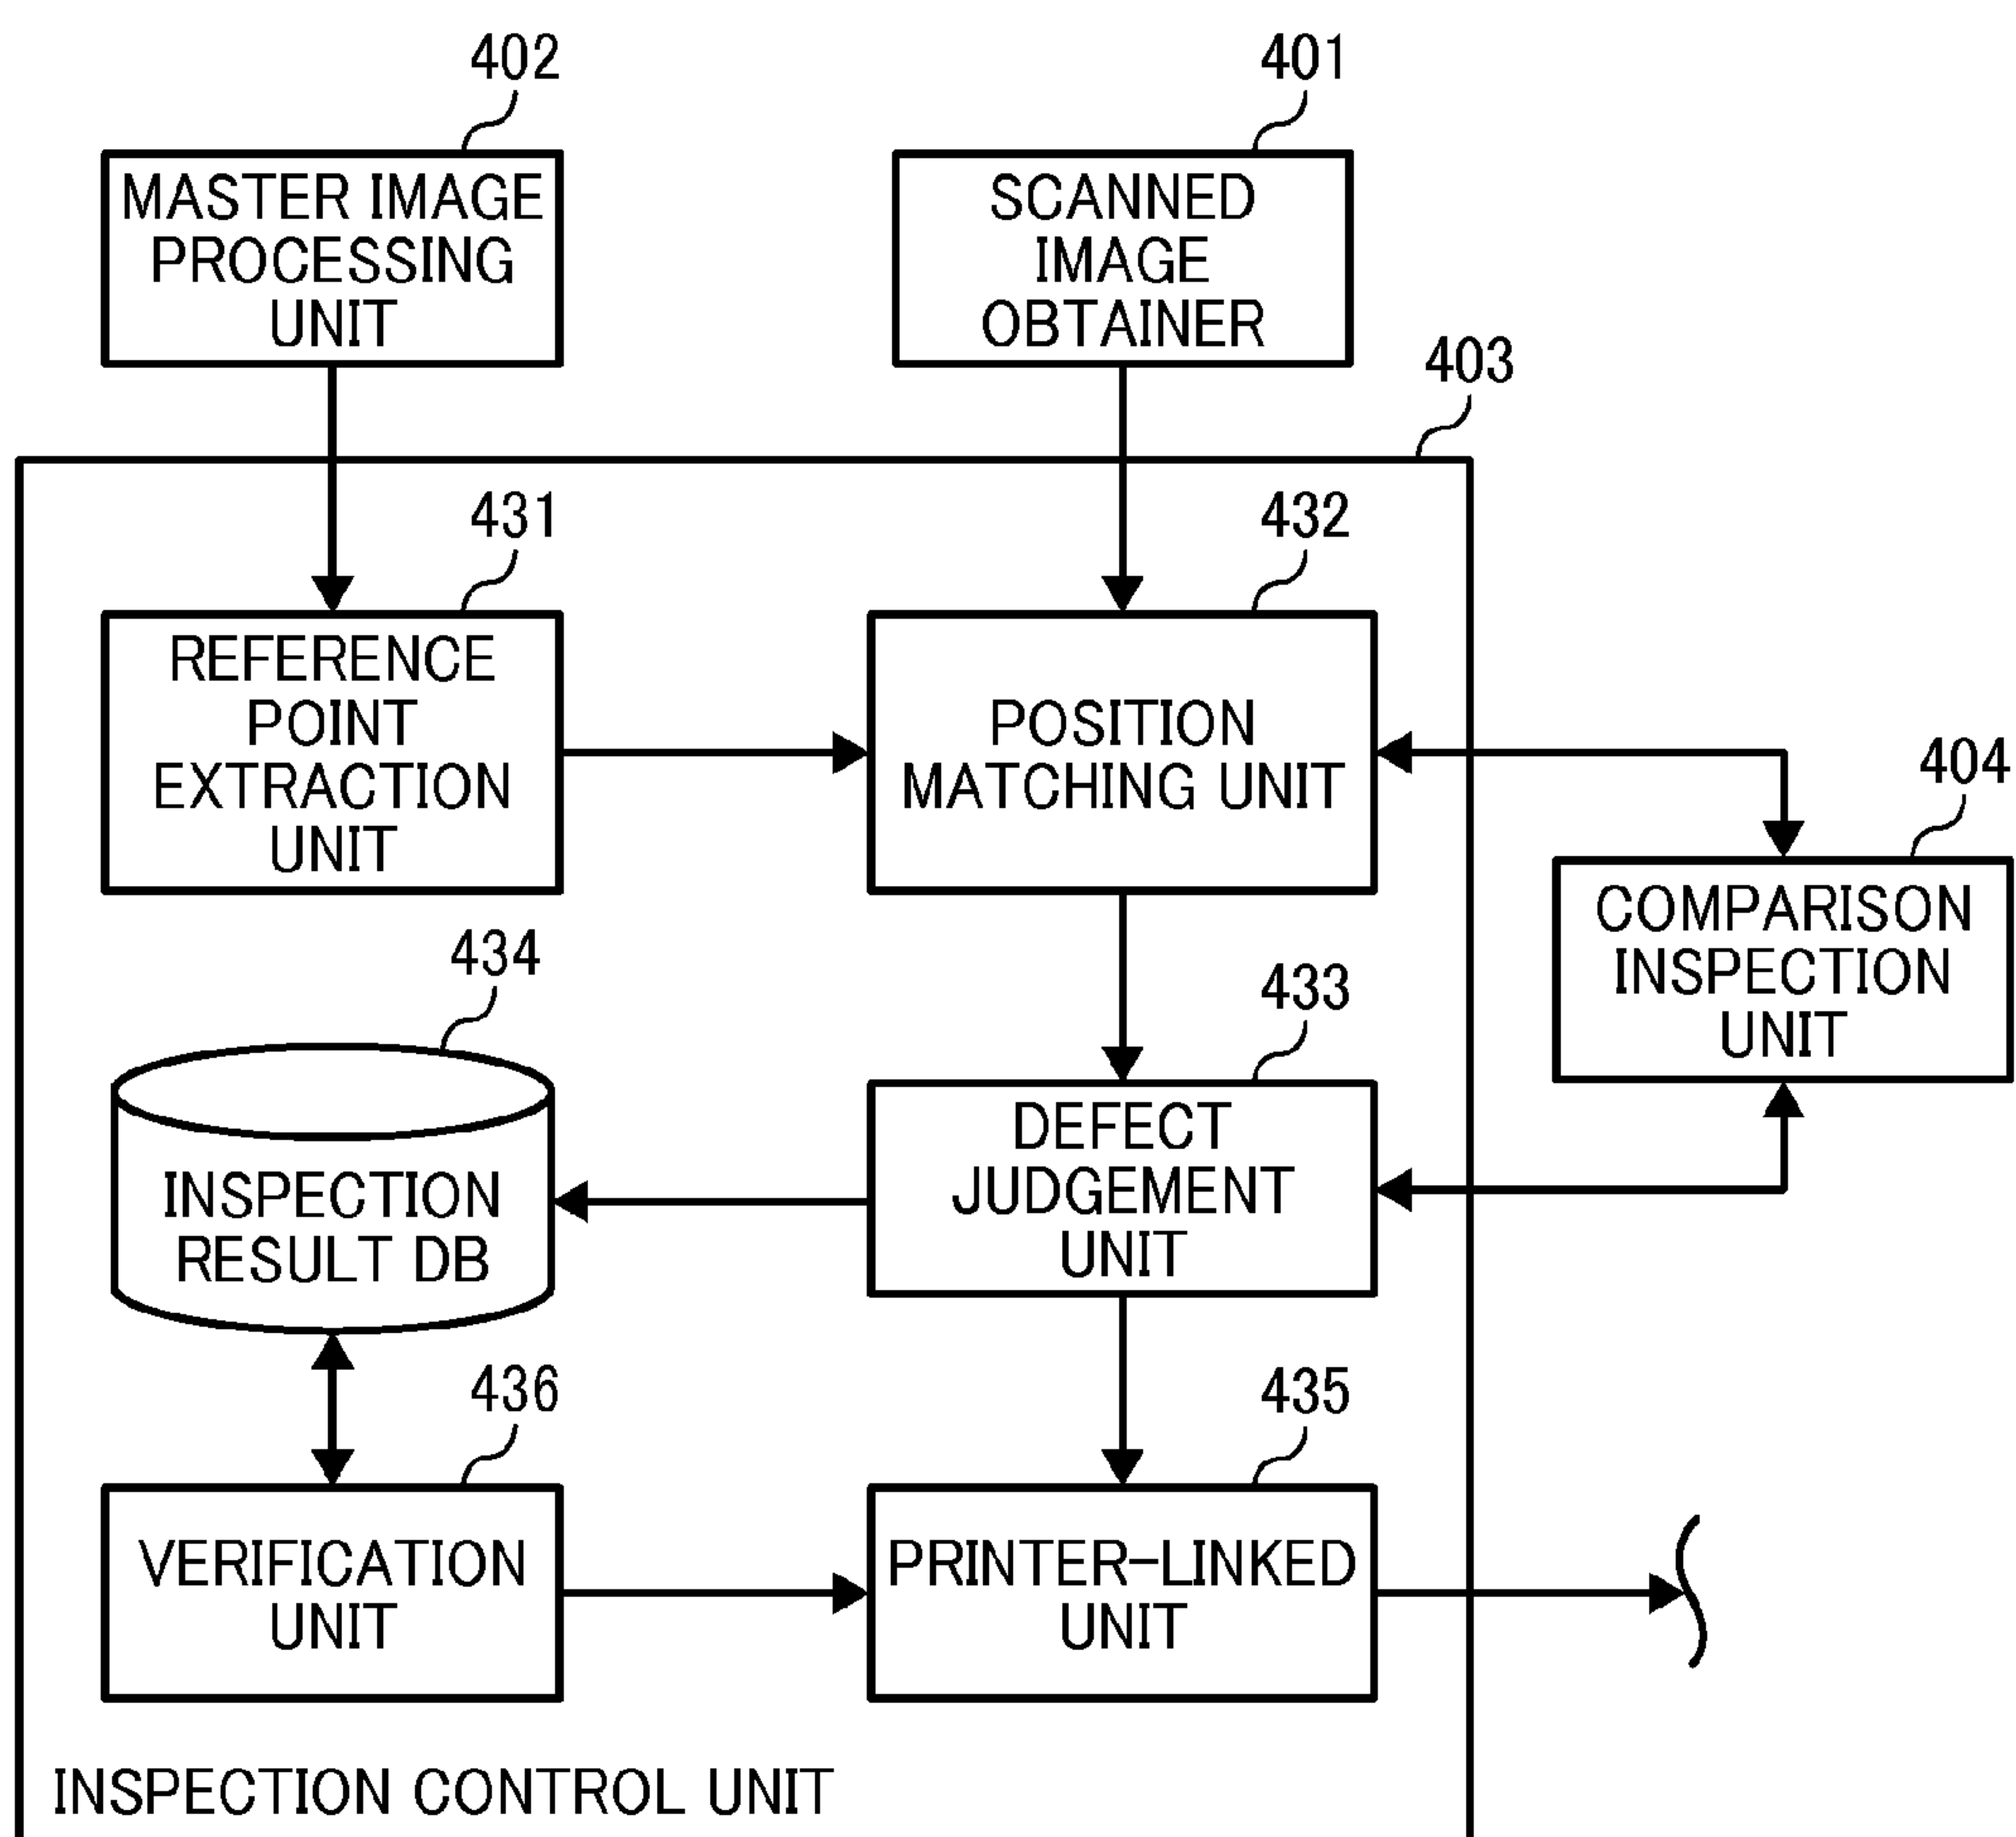 402
401
MASTER IMAGE
PROCESSING
UNIT
SCANNED
IMAGE
OBTAINER
403
431
432
REFERENCE
POINT
EXTRACTION
UNIT
POSITION
MATCHING UNIT
404
COMPARISON
INSPECTION
UNIT
434
433
INSPECTION
RESULT DB
DEFECT
JUDGEMENT
UNIT
436
435
VERIFICATION
UNIT
PRINTER-LINKED
UNIT
INSPECTION CONTROL UNIT